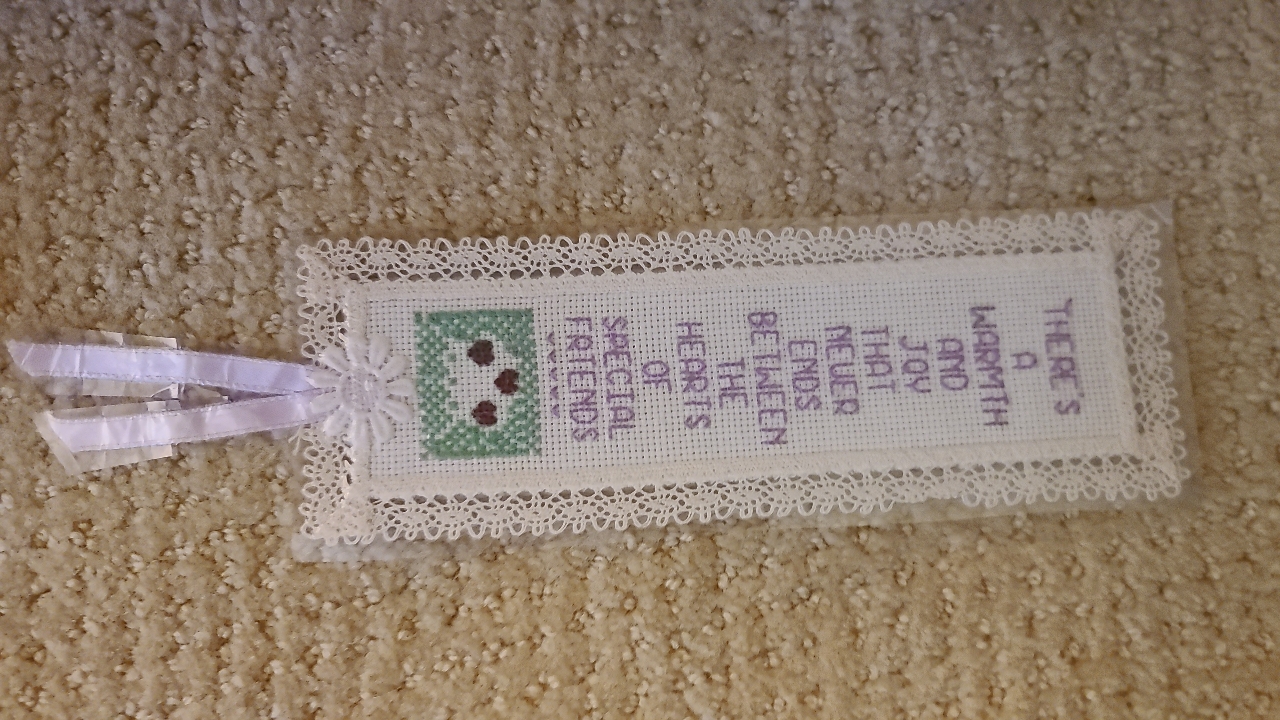 THERE'S
A
WARMTH
AND
JOY
THAT
NEVER
ENDS
BETWEEN
THE
HEARTS
OF
SPECIAL
FRIENDS